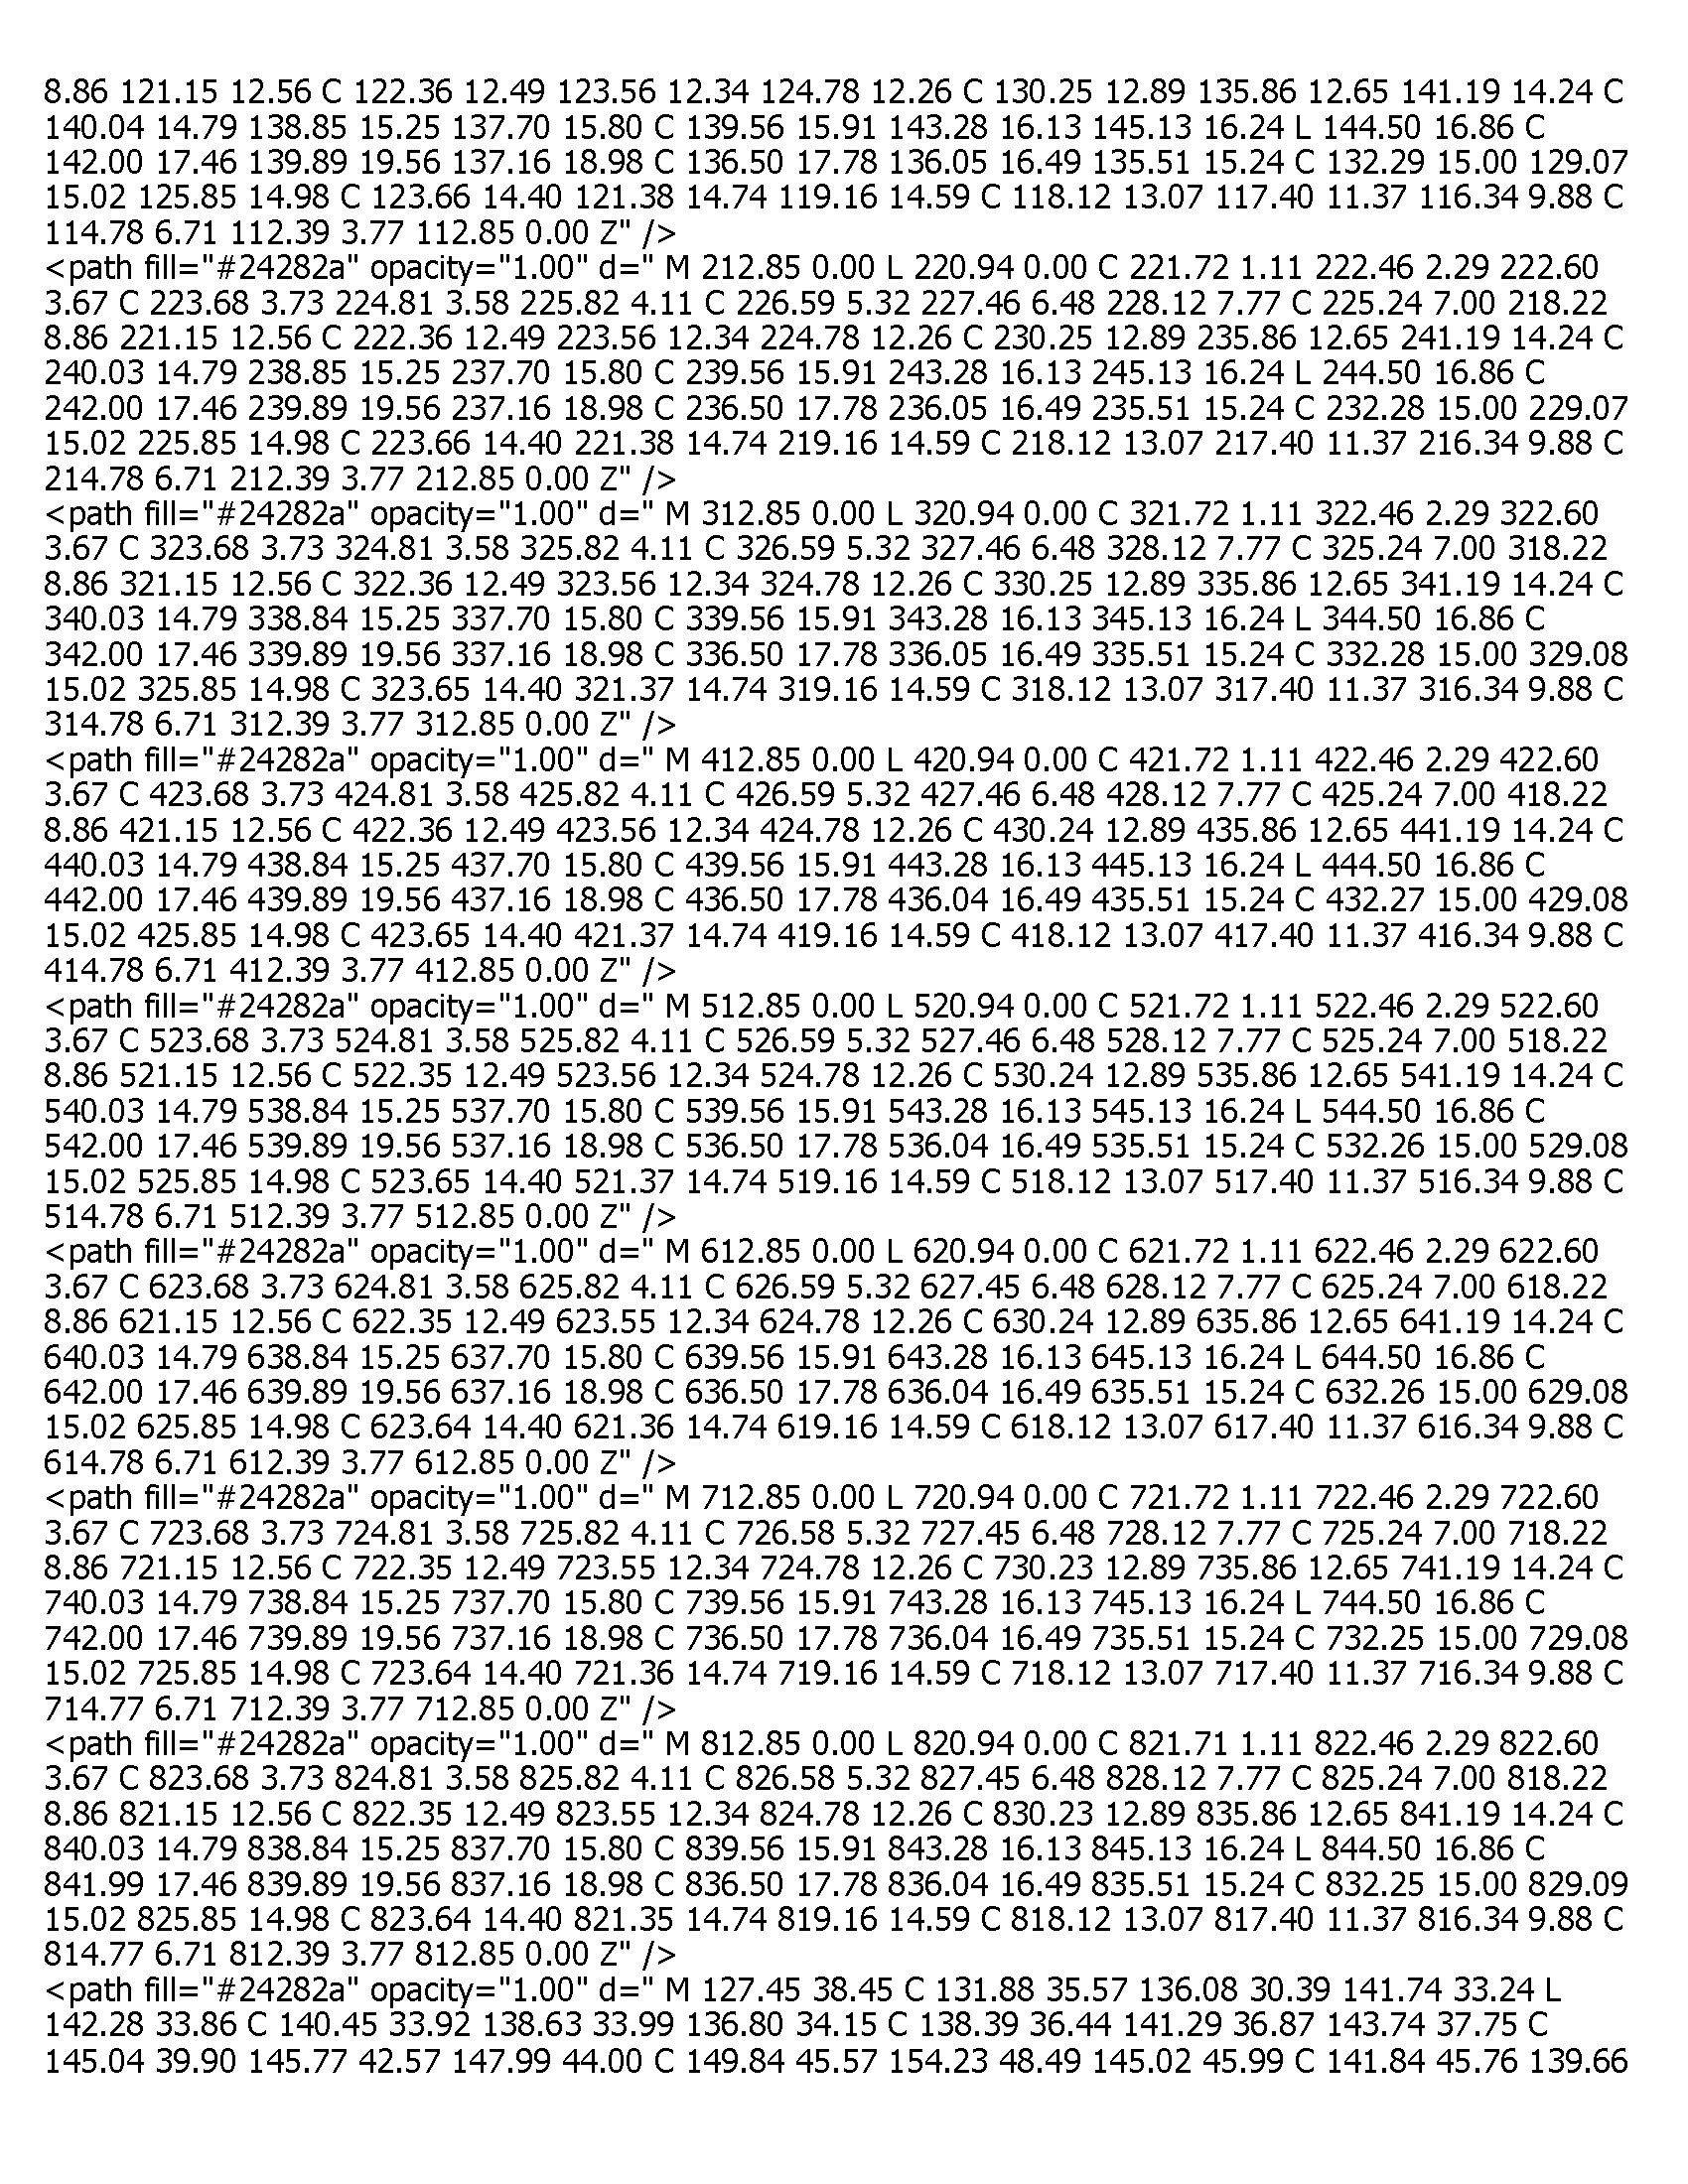 8.86 121.15 12.56 C 122.36 12.49 123.56 12.34 124.78 12.26 C 130.25 12.89 135.86 12.65 141.19 14.24 C
140.04 14.79 138.85 15.25 137.70 15.80 C 139.56 15.91 143.28 16.13 145.13 16.24 L 144.50 16.86 C
142.00 17.46 139.89 19.56 137.16 18.98 C 136.50 17.78 136.05 16.49 135.51 15.24 C 132.29 15.00 129.07
15.02 125.85 14.98 C 123.66 14.40 121.38 14.74 119.16 14.59 C 118.12 13.07 117.40 11.37 116.34 9.88 C
114.78 6.71 112.39 3.77 112.85 0.00 Z" />
<path fill="#24282a" opacity="1.00" d=" M 212.85 0.00 L 220.94 0.00 C 221.72 1.11 222.46 2.29 222.60
3.67 C 223.68 3.73 224.81 3.58 225.82 4.11 C 226.59 5.32 227.46 6.48 228.12 7.77 C 225.24 7.00 218.22
8.86 221.15 12.56 C 222.36 12.49 223.56 12.34 224.78 12.26 C 230.25 12.89 235.86 12.65 241.19 14.24 C
240.03 14.79 238.85 15.25 237.70 15.80 C 239.56 15.91 243.28 16.13 245.13 16.24 L 244.50 16.86 C
242.00 17.46 239.89 19.56 237.16 18.98 C 236.50 17.78 236.05 16.49 235.51 15.24 C 232.28 15.00 229.07
15.02 225.85 14.98 C 223.66 14.40 221.38 14.74 219.16 14.59 C 218.12 13.07 217.40 11.37 216.34 9.88 C
214.78 6.71 212.39 3.77 212.85 0.00 Z" />
<path fill="#24282a" opacity="1.00" d=" M 312.85 0.00 L 320.94 0.00 C 321.72 1.11 322.46 2.29 322.60
3.67 C 323.68 3.73 324.81 3.58 325.82 4.11 C 326.59 5.32 327.46 6.48 328.12 7.77 C 325.24 7.00 318.22
8.86 321.15 12.56 C 322.36 12.49 323.56 12.34 324.78 12.26 C 330.25 12.89 335.86 12.65 341.19 14.24 C
340.03 14.79 338.84 15.25 337.70 15.80 C 339.56 15.91 343.28 16.13 345.13 16.24 L 344.50 16.86 C
342.00 17.46 339.89 19.56 337.16 18.98 C 336.50 17.78 336.05 16.49 335.51 15.24 C 332.28 15.00 329.08
15.02 325.85 14.98 C 323.65 14.40 321.37 14.74 319.16 14.59 C 318.12 13.07 317.40 11.37 316.34 9.88 C
314.78 6.71 312.39 3.77 312.85 0.00 Z" />
<path fill="#24282a" opacity="1.00" d=" M 412.85 0.00 L 420.94 0.00 C 421.72 1.11 422.46 2.29 422.60
3.67 C 423.68 3.73 424.81 3.58 425.82 4.11 C 426.59 5.32 427.46 6.48 428.12 7.77 C 425.24 7.00 418.22
8.86 421.15 12.56 C 422.36 12.49 423.56 12.34 424.78 12.26 C 430.24 12.89 435.86 12.65 441.19 14.24 C
440.03 14.79 438.84 15.25 437.70 15.80 C 439.56 15.91 443.28 16.13 445.13 16.24 L 444.50 16.86 C
442.00 17.46 439.89 19.56 437.16 18.98 C 436.50 17.78 436.04 16.49 435.51 15.24 C 432.27 15.00 429.08
15.02 425.85 14.98 C 423.65 14.40 421.37 14.74 419.16 14.59 C 418.12 13.07 417.40 11.37 416.34 9.88 C
414.78 6.71 412.39 3.77 412.85 0.00 Z" />
<path fill="#24282a" opacity="1.00" d=" M 512.85 0.00 L 520.94 0.00 C 521.72 1.11 522.46 2.29 522.60
3.67 C 523.68 3.73 524.81 3.58 525.82 4.11 C 526.59 5.32 527.46 6.48 528.12 7.77 C 525.24 7.00 518.22
8.86 521.15 12.56 C 522.35 12.49 523.56 12.34 524.78 12.26 C 530.24 12.89 535.86 12.65 541.19 14.24 C
540.03 14.79 538.84 15.25 537.70 15.80 C 539.56 15.91 543.28 16.13 545.13 16.24 L 544.50 16.86 C
542.00 17.46 539.89 19.56 537.16 18.98 C 536.50 17.78 536.04 16.49 535.51 15.24 C 532.26 15.00 529.08
15.02 525.85 14.98 C 523.65 14.40 521.37 14.74 519.16 14.59 C 518.12 13.07 517.40 11.37 516.34 9.88 C
514.78 6.71 512.39 3.77 512.85 0.00 Z" />
<path fill="#24282a" opacity="1.00" d=" M 612.85 0.00 L 620.94 0.00 C 621.72 1.11 622.46 2.29 622.60
3.67 C 623.68 3.73 624.81 3.58 625.82 4.11 C 626.59 5.32 627.45 6.48 628.12 7.77 C 625.24 7.00 618.22
8.86 621.15 12.56 C 622.35 12.49 623.55 12.34 624.78 12.26 C 630.24 12.89 635.86 12.65 641.19 14.24 C
640.03 14.79 638.84 15.25 637.70 15.80 C 639.56 15.91 643.28 16.13 645.13 16.24 L 644.50 16.86 C
642.00 17.46 639.89 19.56 637.16 18.98 C 636.50 17.78 636.04 16.49 635.51 15.24 C 632.26 15.00 629.08
15.02 625.85 14.98 C 623.64 14.40 621.36 14.74 619.16 14.59 C 618.12 13.07 617.40 11.37 616.34 9.88 C
614.78 6.71 612.39 3.77 612.85 0.00 Z" />
<path fill="#24282a" opacity="1.00" d=" M 712.85 0.00 L 720.94 0.00 C 721.72 1.11 722.46 2.29 722.60
3.67 C 723.68 3.73 724.81 3.58 725.82 4.11 C 726.58 5.32 727.45 6.48 728.12 7.77 C 725.24 7.00 718.22
8.86 721.15 12.56 C 722.35 12.49 723.55 12.34 724.78 12.26 C 730.23 12.89 735.86 12.65 741.19 14.24 C
740.03 14.79 738.84 15.25 737.70 15.80 C 739.56 15.91 743.28 16.13 745.13 16.24 L 744.50 16.86 C
742.00 17.46 739.89 19.56 737.16 18.98 C 736.50 17.78 736.04 16.49 735.51 15.24 C 732.25 15.00 729.08
15.02 725.85 14.98 C 723.64 14.40 721.36 14.74 719.16 14.59 C 718.12 13.07 717.40 11.37 716.34 9.88 C
714.77 6.71 712.39 3.77 712.85 0.00 Z" />
<path fill="#24282a" opacity="1.00" d=" M 812.85 0.00 L 820.94 0.00 C 821.71 1.11 822.46 2.29 822.60
3.67 C 823.68 3.73 824.81 3.58 825.82 4.11 C 826.58 5.32 827.45 6.48 828.12 7.77 C 825.24 7.00 818.22
8.86 821.15 12.56 C 822.35 12.49 823.55 12.34 824.78 12.26 C 830.23 12.89 835.86 12.65 841.19 14.24 C
840.03 14.79 838.84 15.25 837.70 15.80 C 839.56 15.91 843.28 16.13 845.13 16.24 L 844.50 16.86 C
841.99 17.46 839.89 19.56 837.16 18.98 C 836.50 17.78 836.04 16.49 835.51 15.24 C 832.25 15.00 829.09
15.02 825.85 14.98 C 823.64 14.40 821.35 14.74 819.16 14.59 C 818.12 13.07 817.40 11.37 816.34 9.88 C
814.77 6.71 812.39 3.77 812.85 0.00 Z" />
<path fill="#24282a" opacity="1.00" d=" M 127.45 38.45 C 131.88 35.57 136.08 30.39 141.74 33.24 L
142.28 33.86 C 140.45 33.92 138.63 33.99 136.80 34.15 C 138.39 36.44 141.29 36.87 143.74 37.75 C
145.04 39.90 145.77 42.57 147.99 44.00 C 149.84 45.57 154.23 48.49 145.02 45.99 C 141.84 45.76 139.66